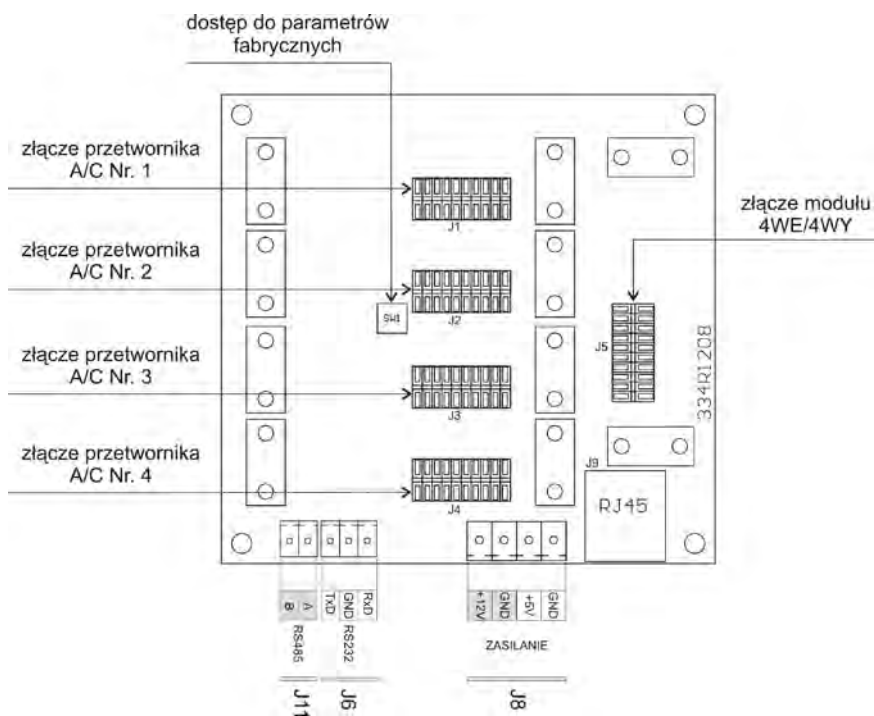 dostęp do parametrów
fabrycznych
złącze przetwornika
A/C Nr. 1
J1
złącze modułu
4WE/4WY
złącze przetwornika
A/C Nr. 2
J2
SW1
J5
334R1208
złącze przetwornika
A/C Nr. 3
J3
złącze przetwornika
A/C Nr. 4
J4
J9
RJ45
B
A
TxD
GND
RxD
+12V
GND
+5V
GND
RS485
RS232
ZASILANIE
J11
J6
J8